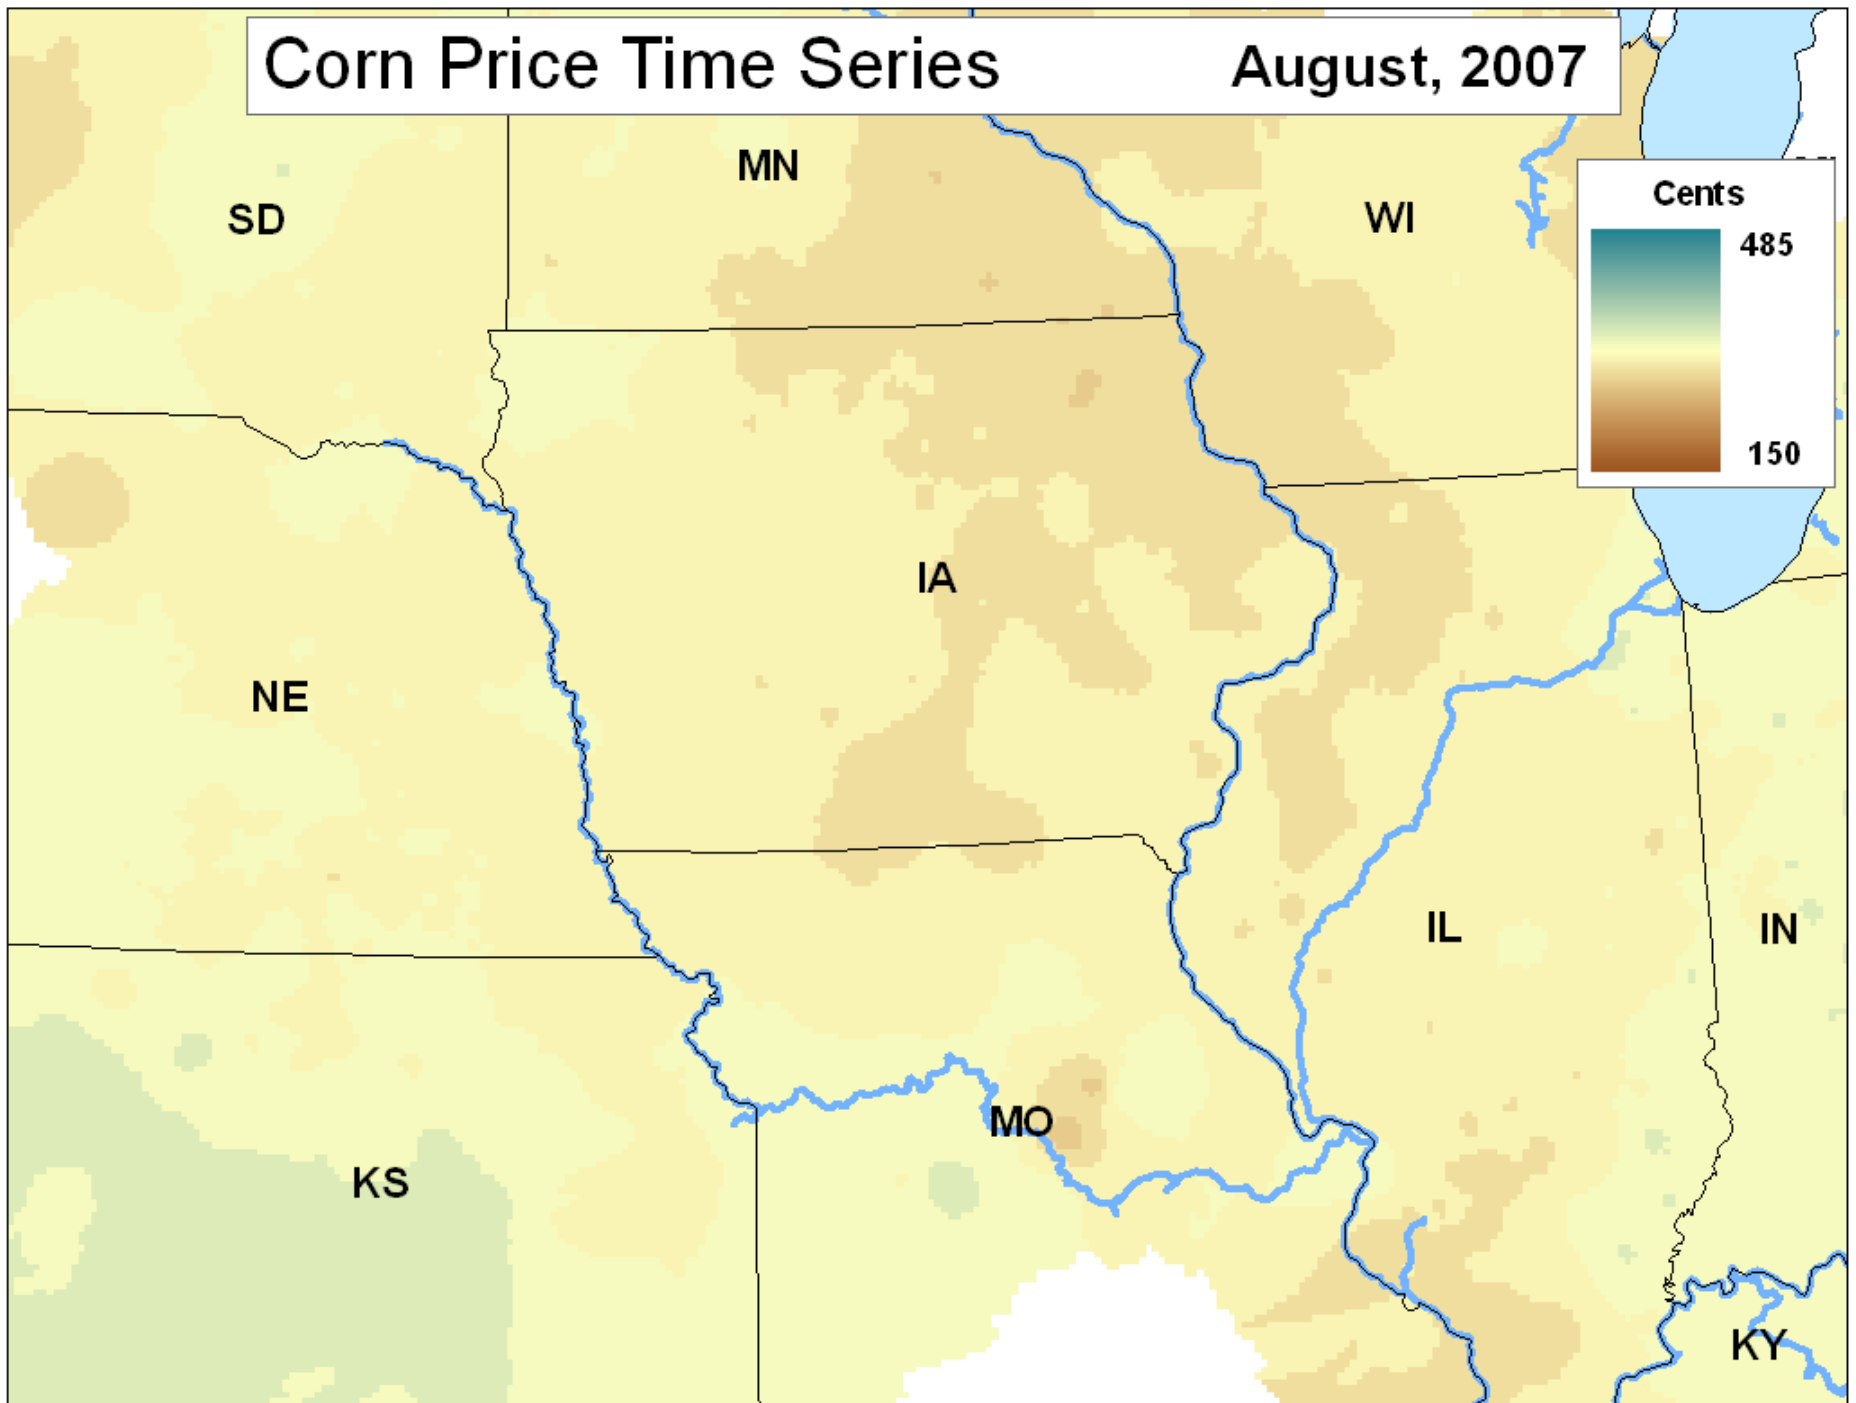 Corn Price Time Series August, 2007
MN
SD
WI
Cents
485
150
IA
NE
IL
IN
MO
KS
KY